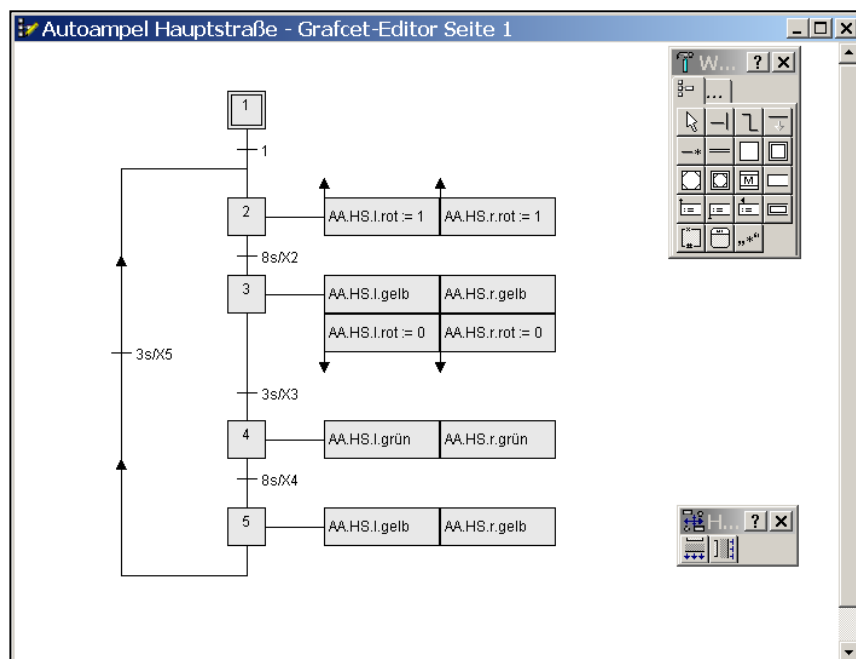 Autoampel Hauptstraße - Grafcet-Editor Seite 1
W... ?
...
M
:= := :=
"*"
1
1
2
AA.HS.l.rot := 1 AA.HS.r.rot := 1
8s/X2
3
AA.HS.l.gelb AA.HS.r.gelb
AA.HS.l.rot := 0 AA.HS.r.rot := 0
3s/X5
3s/X3
4
AA.HS.l.grün AA.HS.r.grün
8s/X4
5
AA.HS.l.gelb AA.HS.r.gelb
H... ?